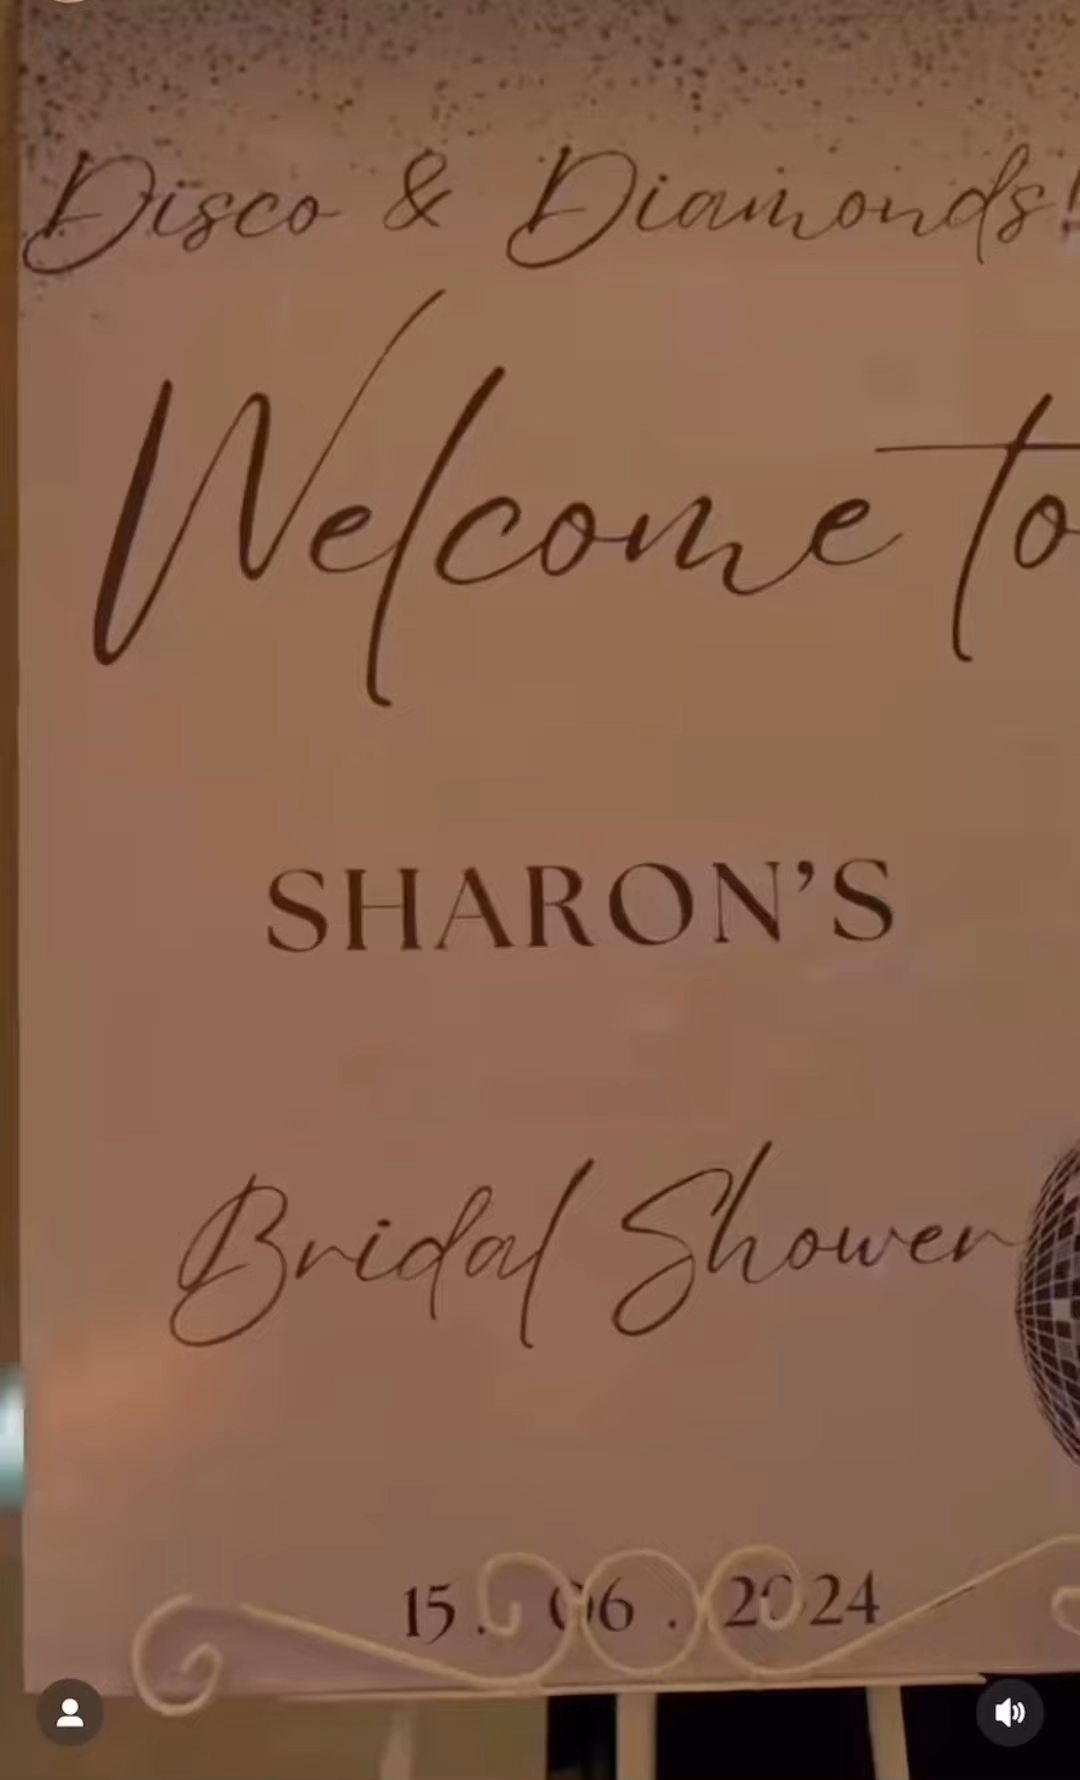 Disco & Diamonds!
Welcome to
SHARON'S
Bridal Shower
15. 06. 2024